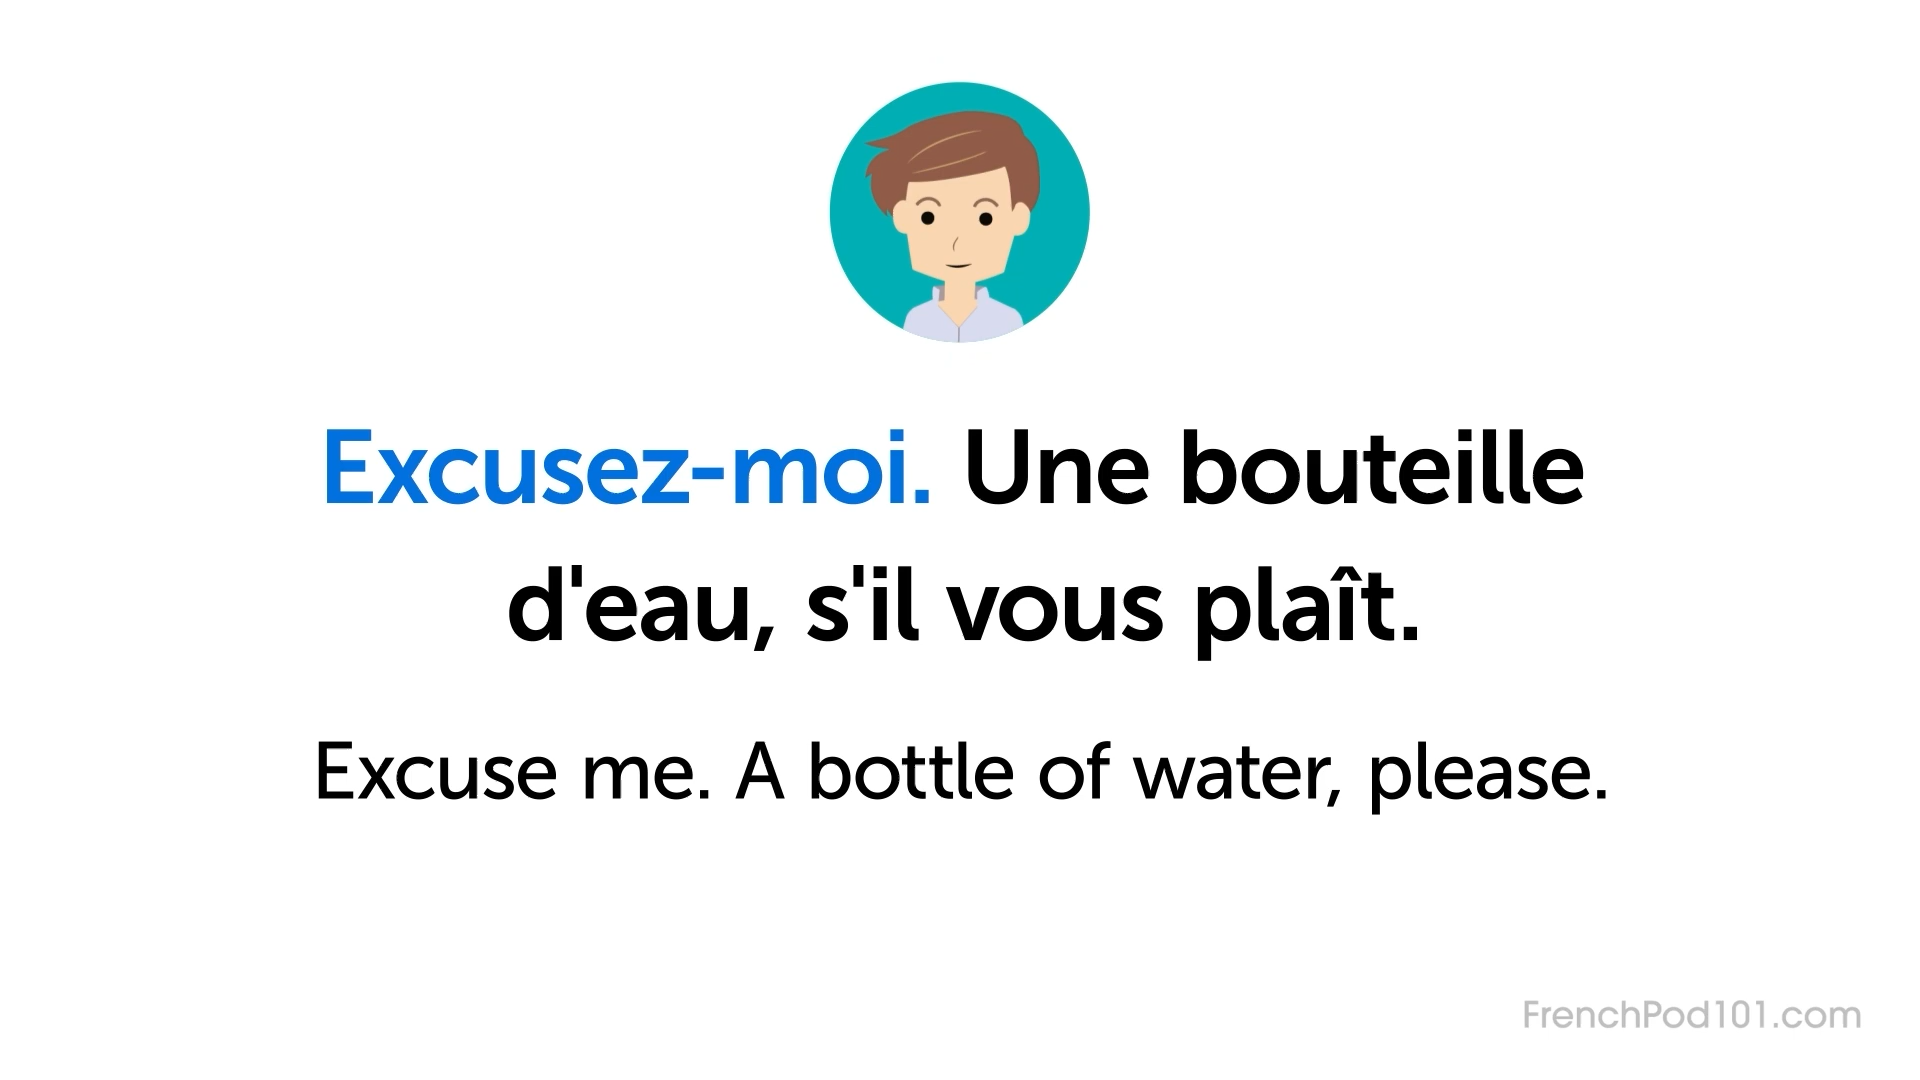 Excusez-moi. Une bouteille
d'eau, s'il vous plaît.
Excuse me. A bottle of water, please.
FrenchPod101.com